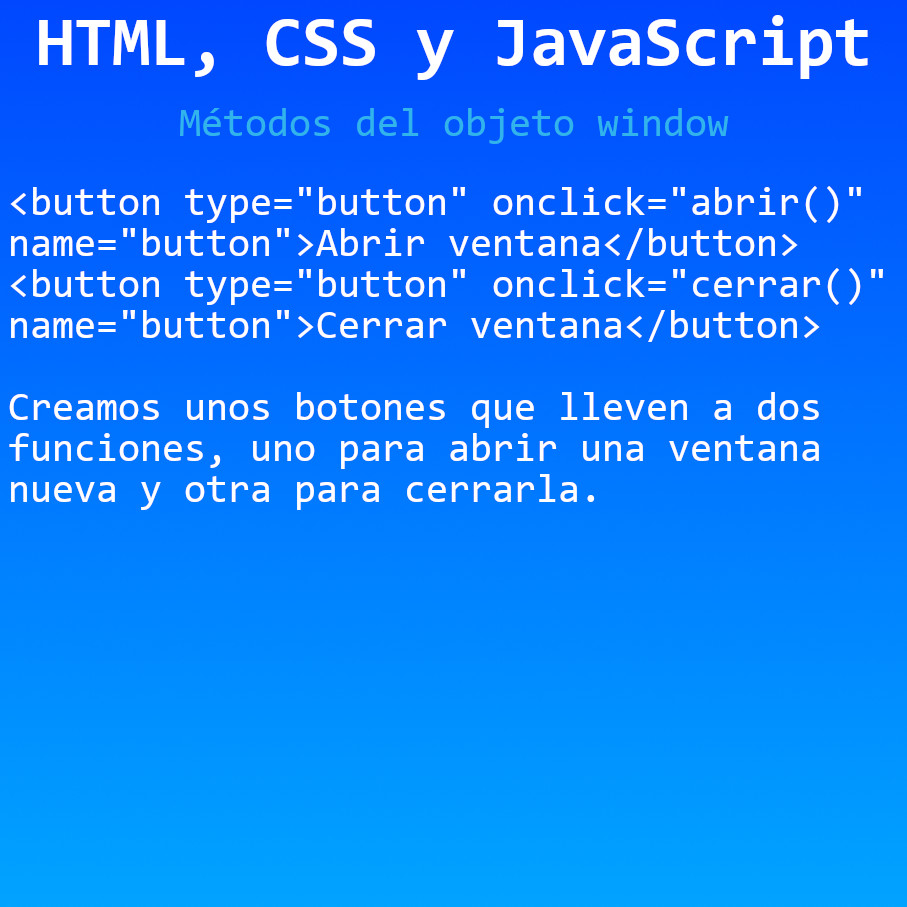 HTML, CSS y JavaScript
Métodos del objeto window
<button type="button" onclick="abrir()"
name="button">Abrir ventana</button>
<button type="button" onclick="cerrar()"
name="button">Cerrar ventana</button>
Creamos unos botones que lleven a dos
funciones, uno para abrir una ventana
nueva y otra para cerrarla.